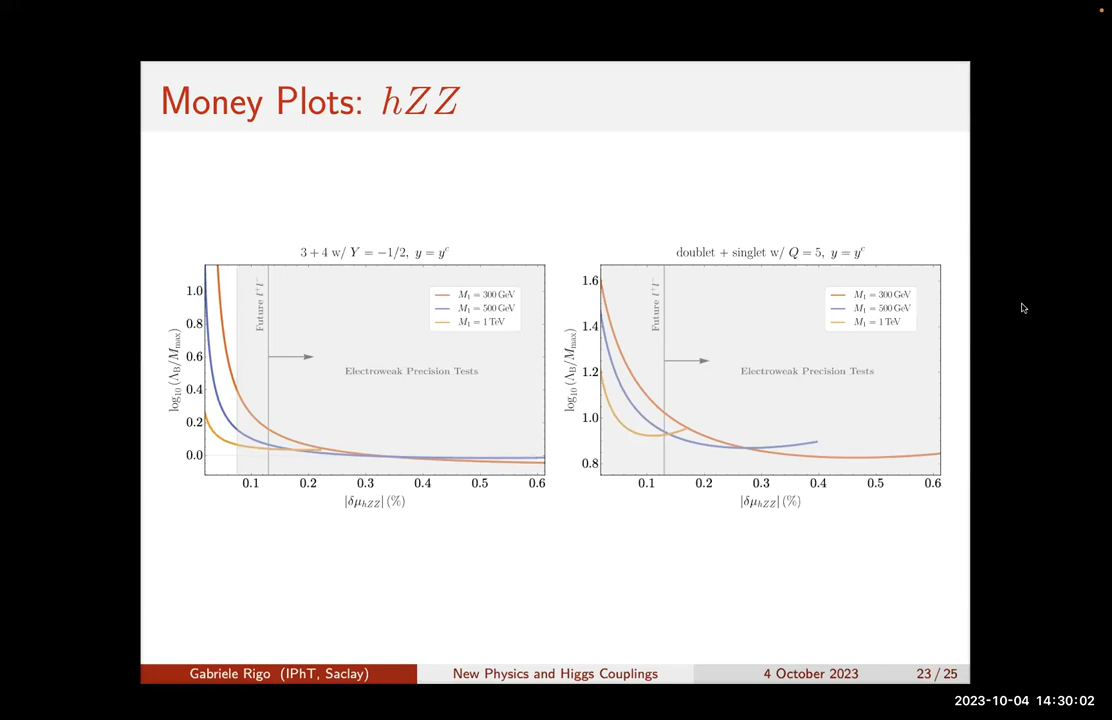 Money Plots: hZZ
3 + 4 w/ Y = −1/2, y = y^c
log₁₀ (Λ_B/M_max)
1.0
0.8
0.6
0.4
0.2
0.0
Future l⁺l⁻
M₁ = 300 GeV
M₁ = 500 GeV
M₁ = 1 TeV
Electroweak Precision Tests
0.1 0.2 0.3 0.4 0.5 0.6
|δμ_hZZ| (%)
doublet + singlet w/ Q = 5, y = y^c
log₁₀ (Λ_B/M_max)
1.6
1.4
1.2
1.0
0.8
Future l⁺l⁻
M₁ = 300 GeV
M₁ = 500 GeV
M₁ = 1 TeV
Electroweak Precision Tests
0.1 0.2 0.3 0.4 0.5 0.6
|δμ_hZZ| (%)
Gabriele Rigo (IPhT, Saclay) New Physics and Higgs Couplings 4 October 2023 23 / 25
2023-10-04 14:30:02